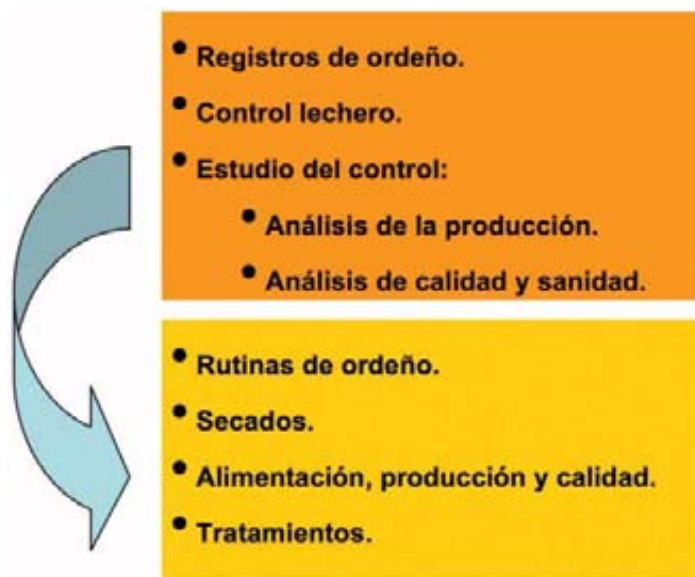 • Registros de ordeño.
• Control lechero.
• Estudio del control:
• Análisis de la producción.
• Análisis de calidad y sanidad.
• Rutinas de ordeño.
• Secados.
• Alimentación, producción y calidad.
• Tratamientos.